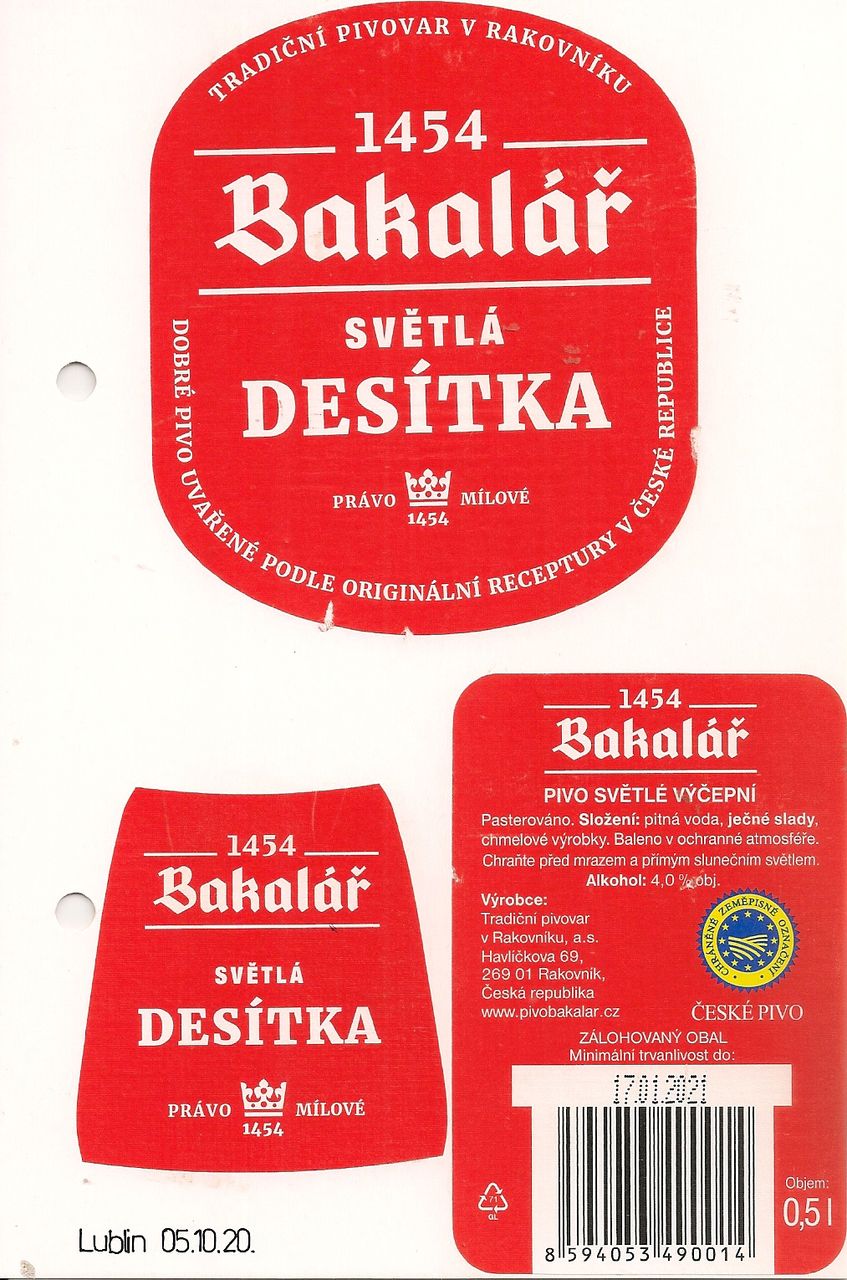 TRADIČNÍ PIVOVAR V RAKOVNÍKU
1454
Bakalář
SVĚTLÁ
DESÍTKA
PRÁVO MÍLOVÉ
1454
DOBRÉ PIVO UVAŘENÉ PODLE ORIGINÁLNÍ RECEPTURY V ČESKÉ REPUBLICE
1454
Bakalář
SVĚTLÁ
DESÍTKA
PRÁVO MÍLOVÉ
1454
Lublin 05.10.20.
1454
Bakalář
PIVO SVĚTLÉ VÝČEPNÍ
Pasterováno. Složení: pitná voda, ječné slady,
chmelové výrobky. Baleno v ochranné atmosféře.
Chraňte před mrazem a přímým slunečním světlem.
Alkohol: 4,0 % obj.
Výrobce:
Tradiční pivovar
v Rakovníku, a.s.
Havlíčkova 69,
269 01 Rakovník,
Česká republika
www.pivobakalar.cz
CHRÁNĚNÉ ZEMĚPISNÉ OZNAČENÍ
ČESKÉ PIVO
ZÁLOHOVANÝ OBAL
Minimální trvanlivost do:
17.01.2021
71
GL
8 594053 490014
Objem:
0,5 l